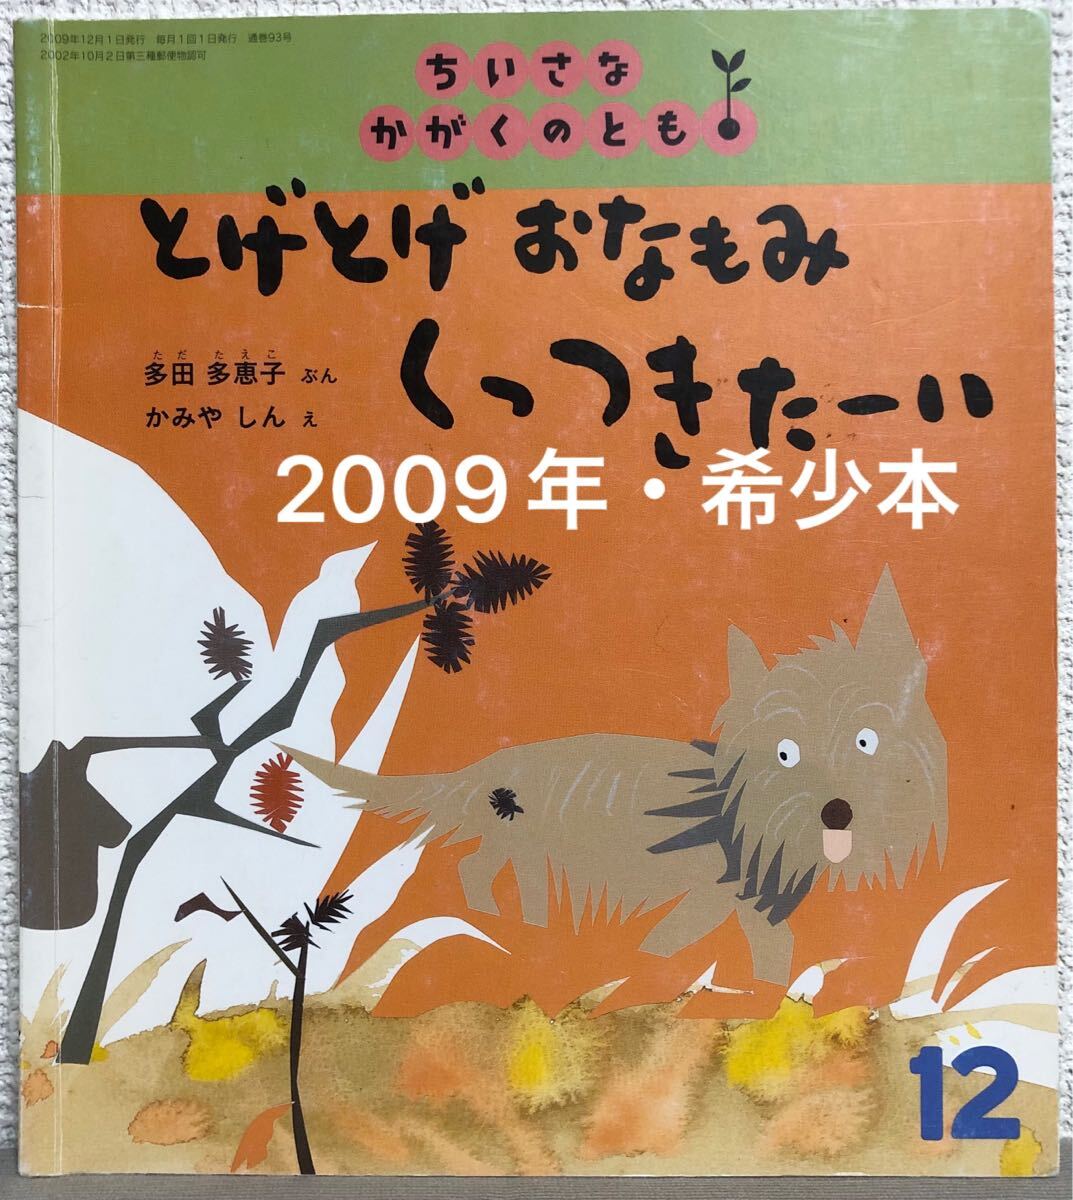 2009年12月1日発行 毎月1回1日発行 通巻93号
2002年10月2日第三種郵便物認可
ちいさな
かがくのとも
とげとげ おなもみ
くっつきたーい
ただ たえこ
多田 多恵子 ぶん
かみや しん え
2009年・希少本
12